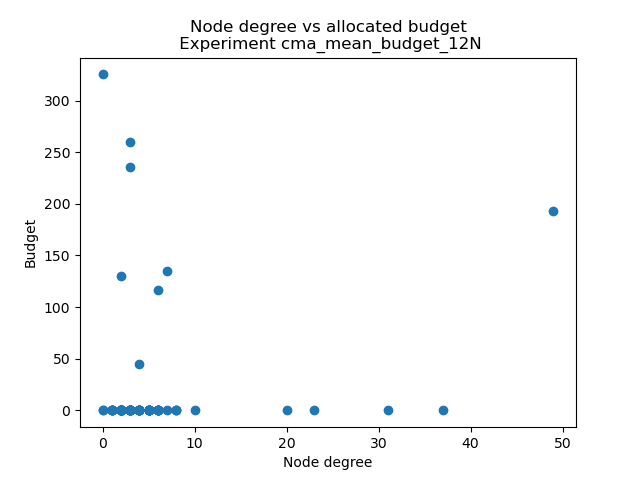 Node degree vs allocated budget
Experiment cma_mean_budget_12N
300
250
200
150
100
50
0
Budget
0 10 20 30 40 50
Node degree